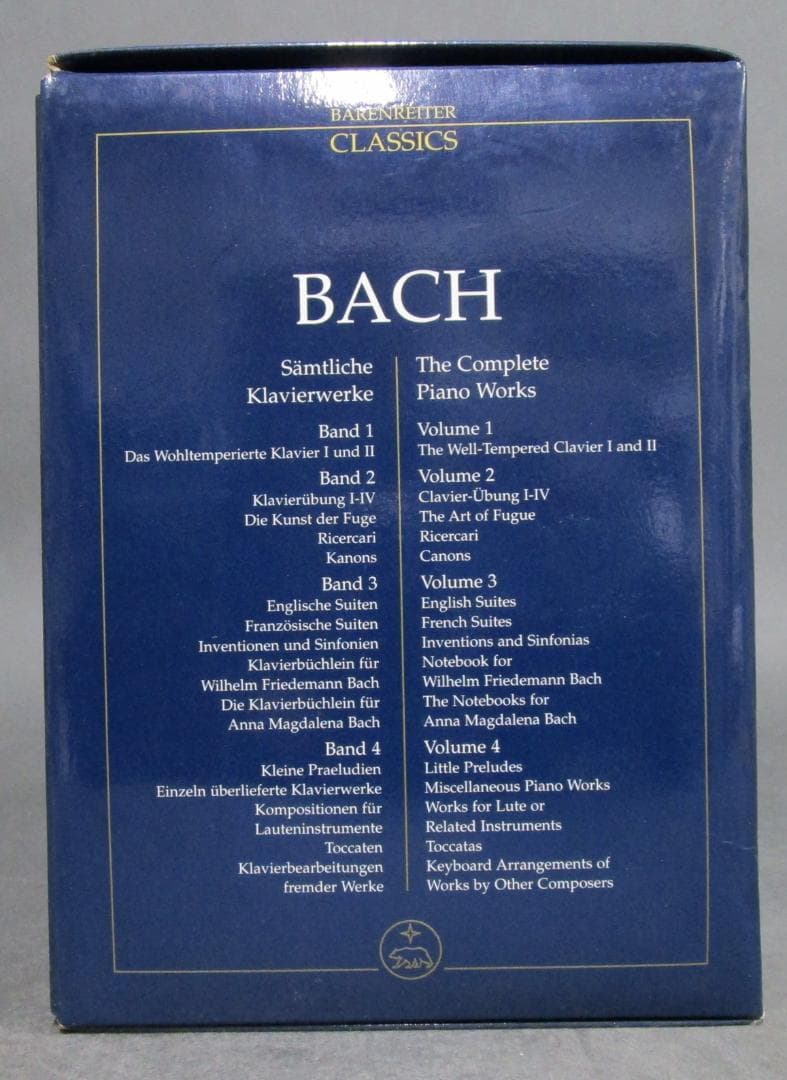 BÄRENREITER
CLASSICS
BACH
Sämtliche
Klavierwerke
Band 1
Das Wohltemperierte Klavier I und II
Band 2
Klavierübung I-IV
Die Kunst der Fuge
Ricercari
Kanons
Band 3
Englische Suiten
Französische Suiten
Inventionen und Sinfonien
Klavierbüchlein für
Wilhelm Friedemann Bach
Die Klavierbüchlein für
Anna Magdalena Bach
Band 4
Kleine Praeludien
Einzeln überlieferte Klavierwerke
Kompositionen für
Lauteninstrumente
Toccaten
Klavierbearbeitungen
fremder Werke
The Complete
Piano Works
Volume 1
The Well-Tempered Clavier I and II
Volume 2
Clavier-Übung I-IV
The Art of Fugue
Ricercari
Canons
Volume 3
English Suites
French Suites
Inventions and Sinfonias
Notebook for
Wilhelm Friedemann Bach
The Notebooks for
Anna Magdalena Bach
Volume 4
Little Preludes
Miscellaneous Piano Works
Works for Lute or
Related Instruments
Toccatas
Keyboard Arrangements of
Works by Other Composers